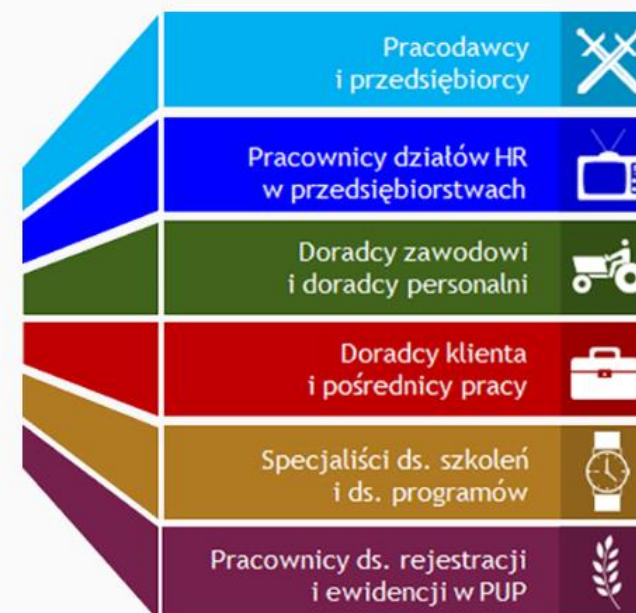 Pracodawcy
i przedsiębiorcy
Pracownicy działów HR
w przedsiębiorstwach
Doradcy zawodowi
i doradcy personalni
Doradcy klienta
i pośrednicy pracy
Specjaliści ds. szkoleń
i ds. programów
Pracownicy ds. rejestracji
i ewidencji w PUP